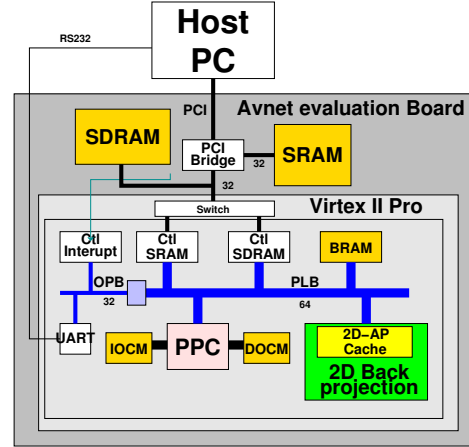 Host
PC
RS232
PCI
Avnet evaluation Board
SDRAM
PCI
Bridge
32
SRAM
32
Switch
Virtex II Pro
Ctl
Interupt
Ctl
SRAM
Ctl
SDRAM
BRAM
OPB
32
PLB
64
UART
IOCM
PPC
DOCM
2D-AP
Cache
2D Back
projection